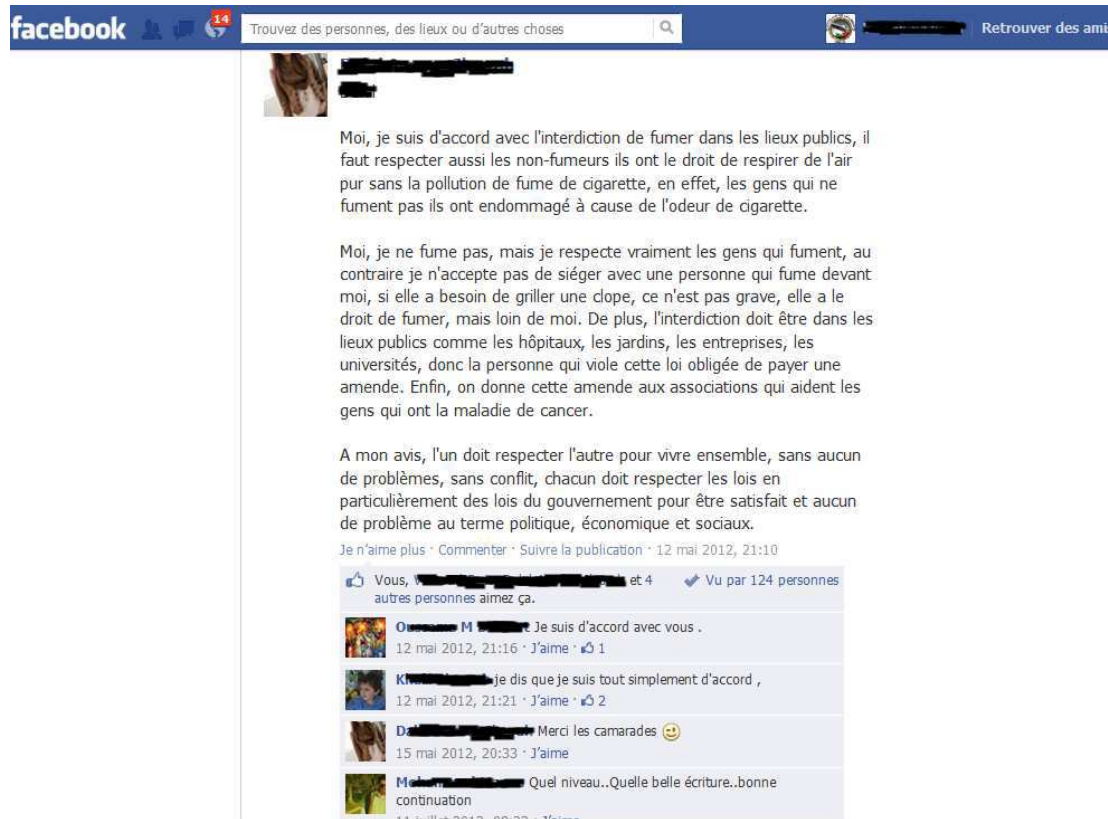 facebook
14
Trouvez des personnes, des lieux ou d'autres choses
Retrouver des ami
Moi, je suis d'accord avec l'interdiction de fumer dans les lieux publics, il
faut respecter aussi les non-fumeurs ils ont le droit de respirer de l'air
pur sans la pollution de fume de cigarette, en effet, les gens qui ne
fument pas ils ont endommagé à cause de l'odeur de cigarette.
Moi, je ne fume pas, mais je respecte vraiment les gens qui fument, au
contraire je n'accepte pas de siéger avec une personne qui fume devant
moi, si elle a besoin de griller une clope, ce n'est pas grave, elle a le
droit de fumer, mais loin de moi. De plus, l'interdiction doit être dans les
lieux publics comme les hôpitaux, les jardins, les entreprises, les
universités, donc la personne qui viole cette loi obligée de payer une
amende. Enfin, on donne cette amende aux associations qui aident les
gens qui ont la maladie de cancer.
A mon avis, l'un doit respecter l'autre pour vivre ensemble, sans aucun
de problèmes, sans conflit, chacun doit respecter les lois en
particulièrement des lois du gouvernement pour être satisfait et aucun
de problème au terme politique, économique et sociaux.
Je n'aime plus · Commenter · Suivre la publication · 12 mai 2012, 21:10
Vous, et 4
autres personnes aimez ça.
Vu par 124 personnes
M Je suis d'accord avec vous .
12 mai 2012, 21:16 · J'aime · 1
je dis que je suis tout simplement d'accord ,
12 mai 2012, 21:21 · J'aime · 2
Merci les camarades
15 mai 2012, 20:33 · J'aime
Quel niveau..Quelle belle écriture..bonne
continuation